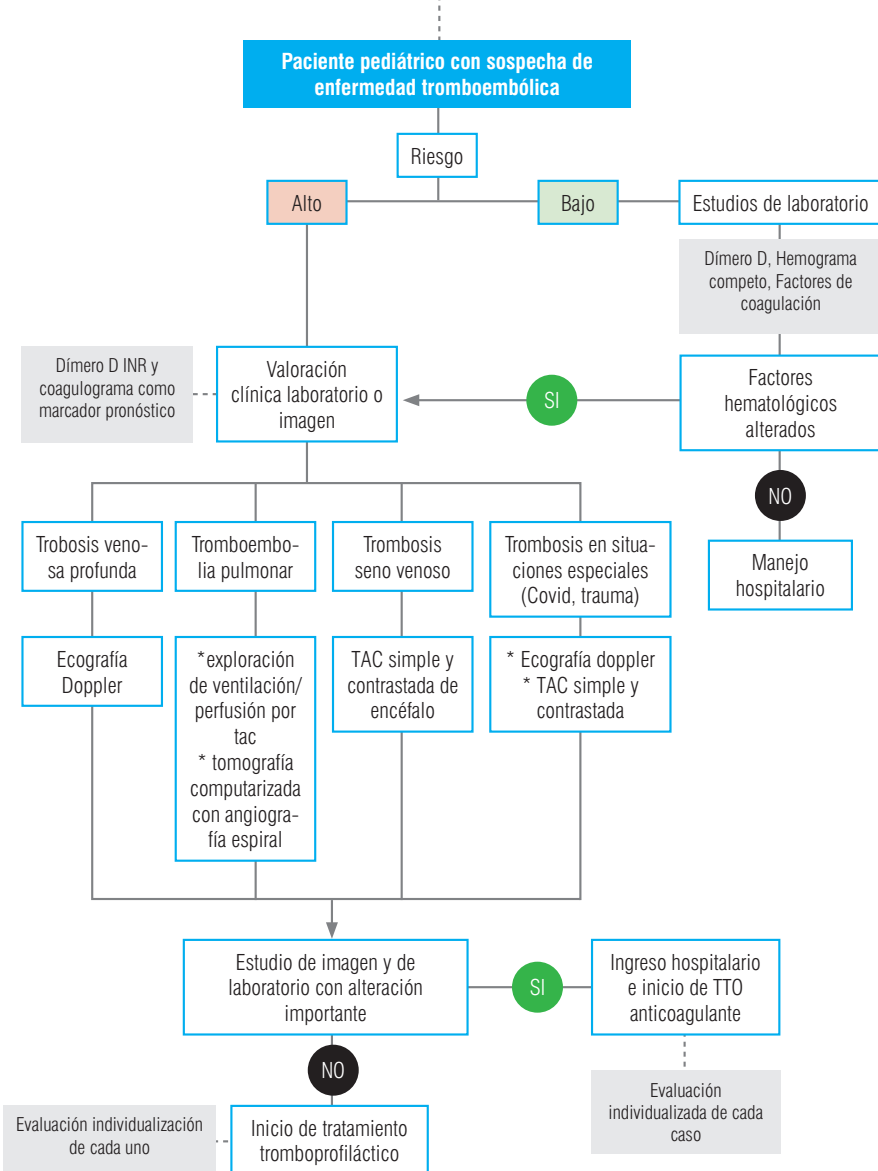 Paciente pediátrico con sospecha de
enfermedad tromboembólica
Riesgo
Alto
Bajo
Estudios de laboratorio
Dímero D, Hemograma
competo, Factores de
coagulación
Dímero D INR y
coagulograma como
marcador pronóstico
Valoración
clínica laboratorio o
imagen
SI
Factores
hematológicos
alterados
NO
Manejo
hospitalario
Trobosis veno-
sa profunda
Tromboembo-
lia pulmonar
Trombosis
seno venoso
Trombosis en situa-
ciones especiales
(Covid, trauma)
Ecografía
Doppler
*exploración
de ventilación/
perfusión por
tac
* tomografía
computarizada
con angiogra-
fía espiral
TAC simple y
contrastada de
encéfalo
* Ecografía doppler
* TAC simple y
contrastada
Estudio de imagen y de
laboratorio con alteración
importante
SI
Ingreso hospitalario
e inicio de TTO
anticoagulante
NO
Evaluación
individualizada de cada
caso
Evaluación individualización
de cada uno
Inicio de tratamiento
tromboprofiláctico